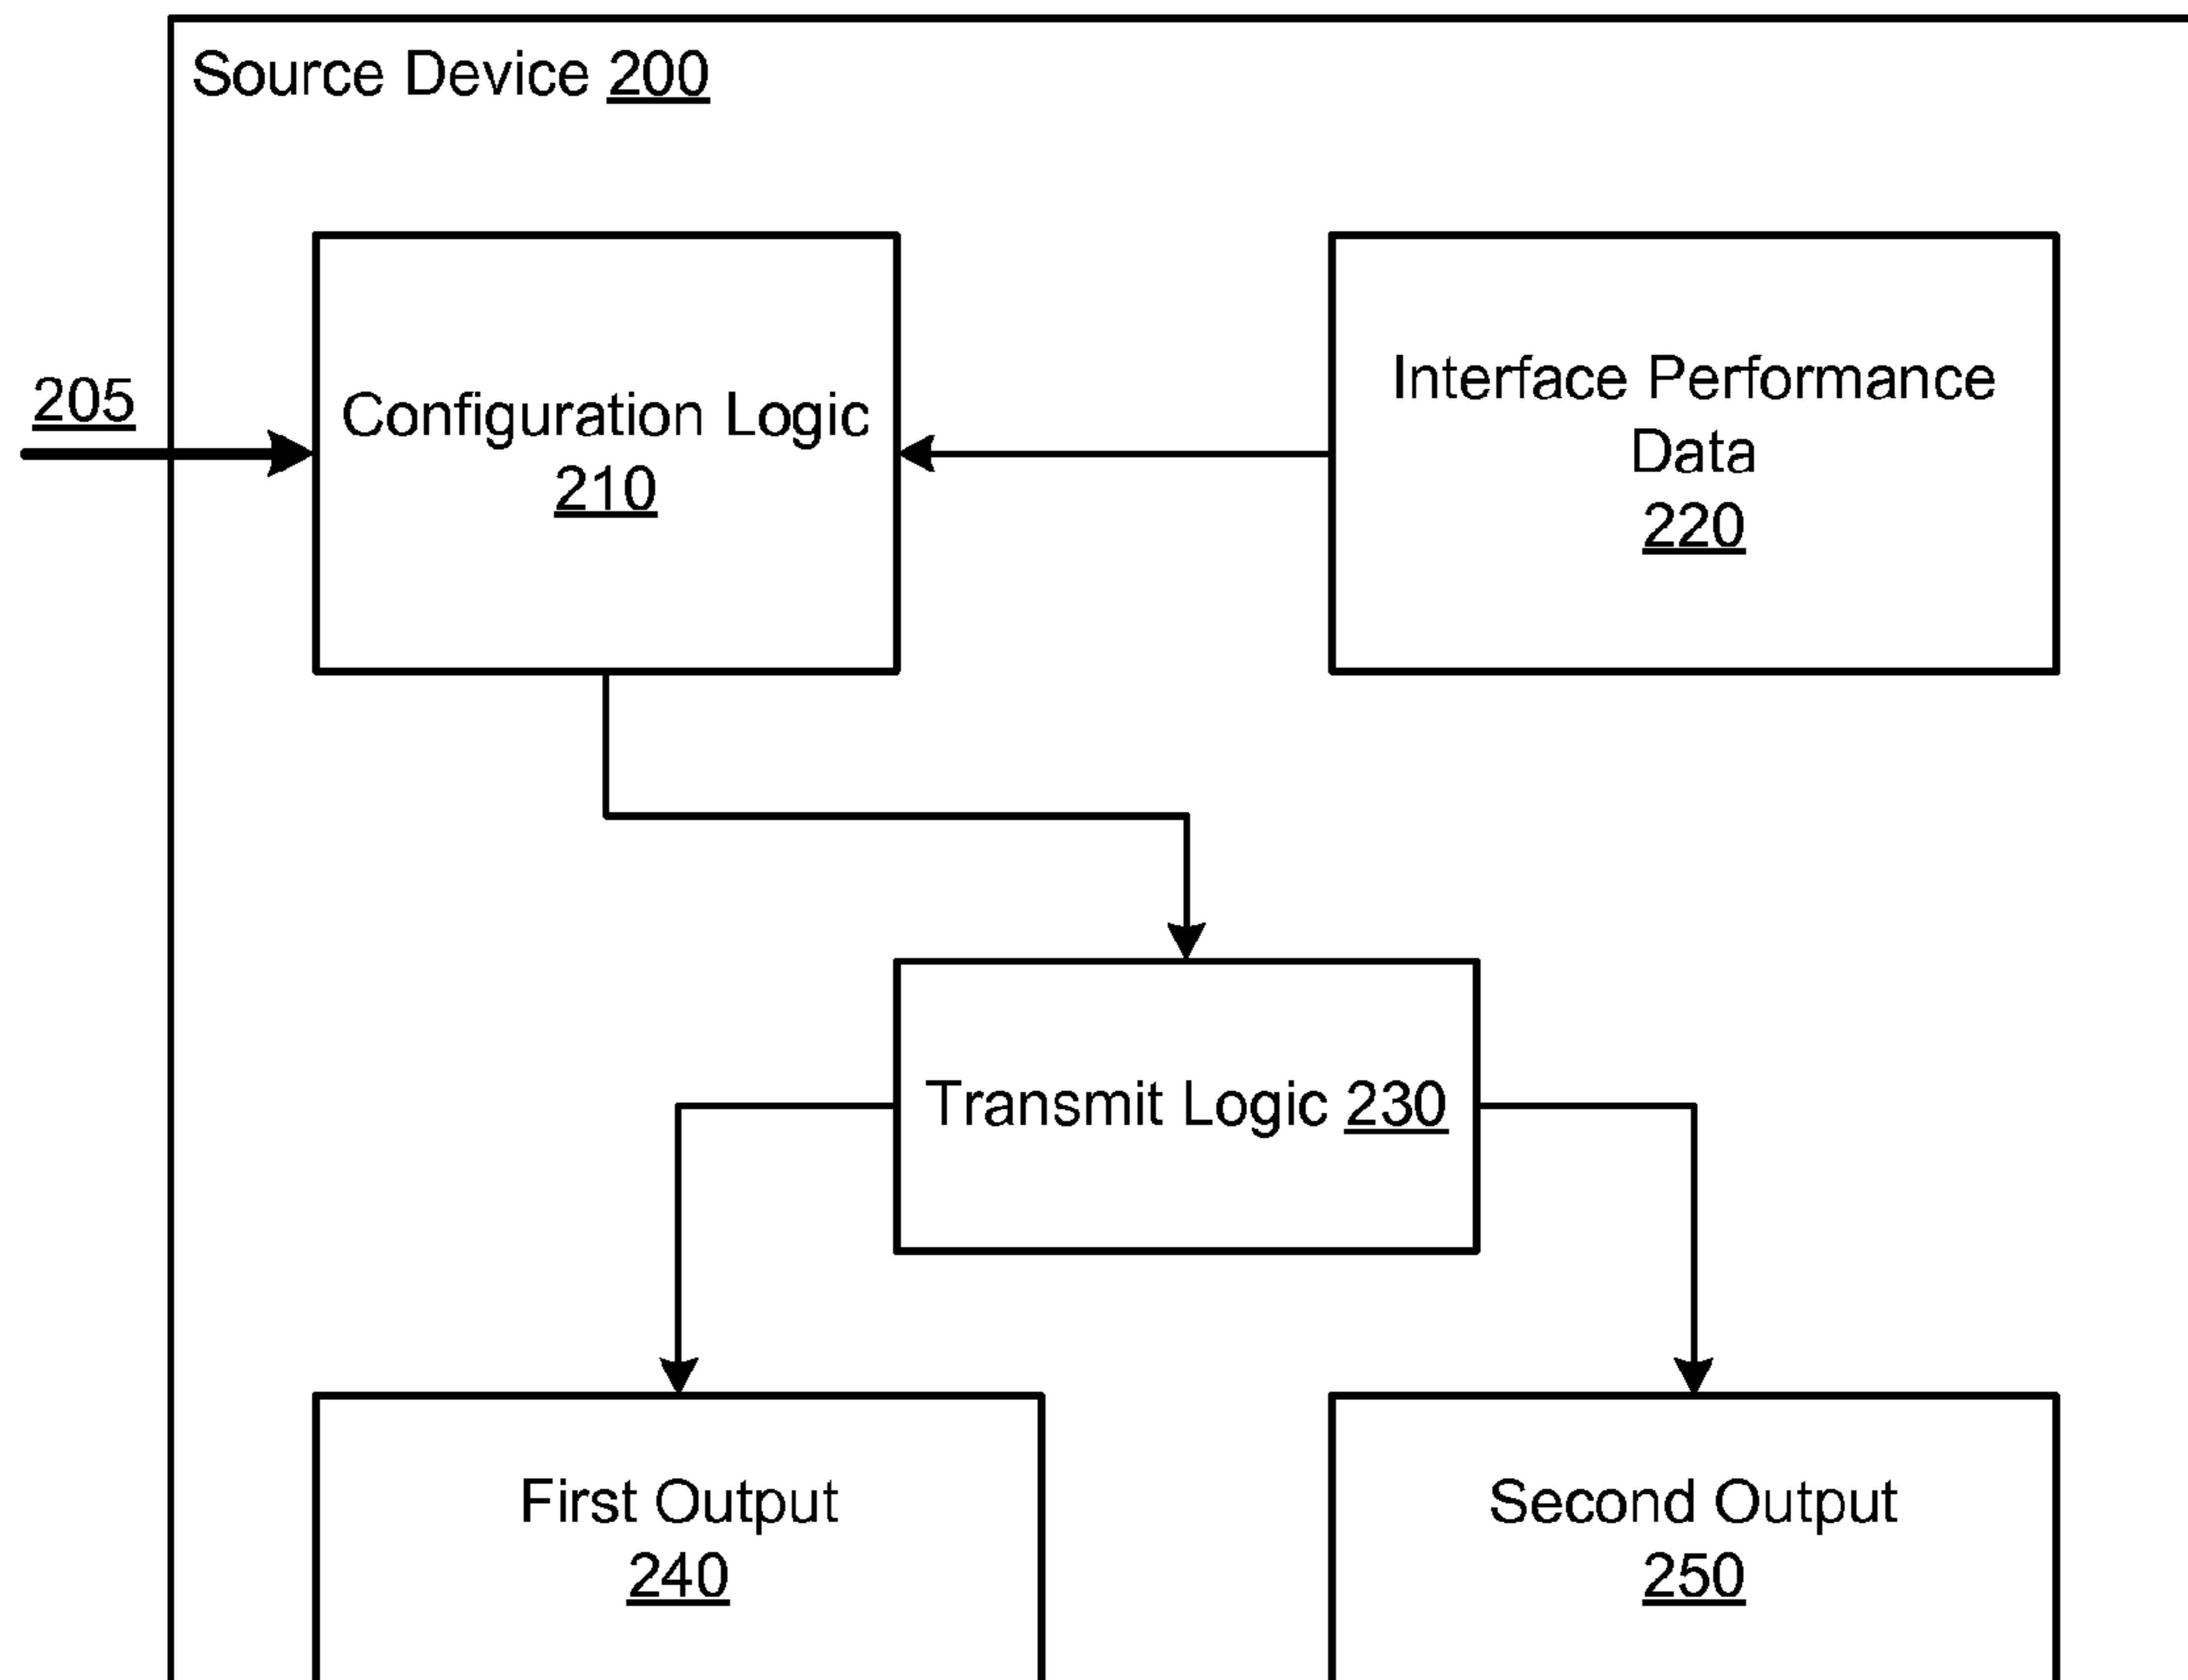 Source Device 200
205
Configuration Logic
210
Interface Performance
Data
220
Transmit Logic 230
First Output
240
Second Output
250